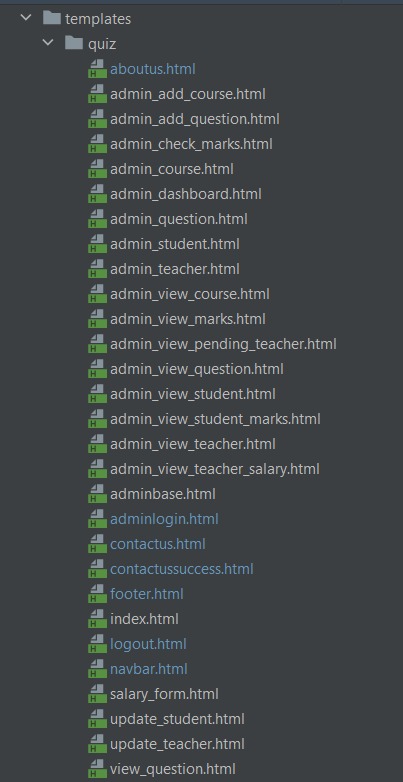 templates
quiz
aboutus.html
admin_add_course.html
admin_add_question.html
admin_check_marks.html
admin_course.html
admin_dashboard.html
admin_question.html
admin_student.html
admin_teacher.html
admin_view_course.html
admin_view_marks.html
admin_view_pending_teacher.html
admin_view_question.html
admin_view_student.html
admin_view_student_marks.html
admin_view_teacher.html
admin_view_teacher_salary.html
adminbase.html
adminlogin.html
contactus.html
contactussuccess.html
footer.html
index.html
logout.html
navbar.html
salary_form.html
update_student.html
update_teacher.html
view_question.html